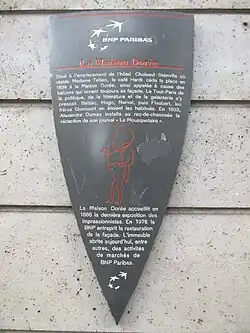 BNP PARIBAS
La Maison Dorée
Situé à l'emplacement de l'hôtel Choiseul-Stainville où
réside Madame Tallien, le café Hardi cède la place en
1839 à la Maison Dorée, ainsi appelée à cause des
balcons qui ornent toujours sa façade. Le Tout-Paris de
la politique, de la littérature et de la galanterie s'y
pressent. Balzac, Hugo, Nerval, puis Flaubert, les
frères Goncourt en étaient les habitués. En 1853,
Alexandre Dumas installa au rez-de-chaussée la
rédaction de son journal « Le Mousquetaire ».
La Maison Dorée accueillit en
1886 la dernière exposition des
impressionnistes. En 1976 la
BNP entreprit la restauration
de la façade. L'immeuble
abrite aujourd'hui, entre
autres, des activités
de marchés de
BNP Paribas.